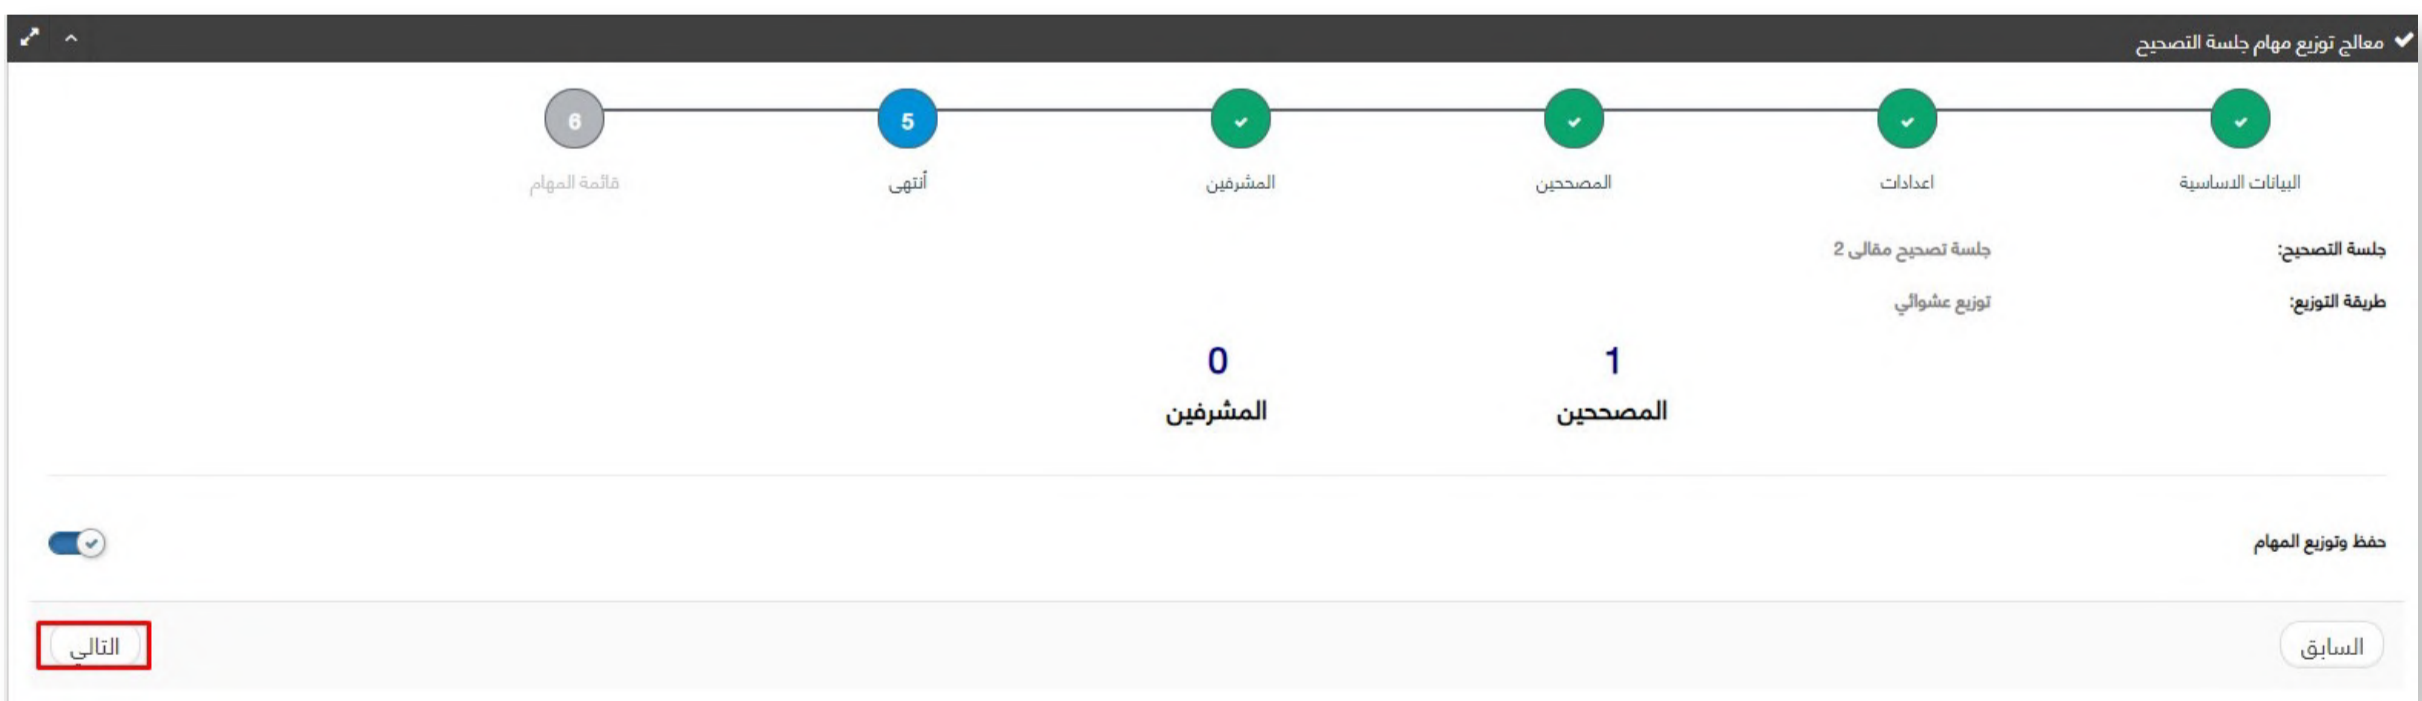 معالج توزيع مهام جلسة التصحيح
5 6
البيانات الاساسية اعدادات المصححين المشرفين أنتهى قائمة المهام
جلسة التصحيح: جلسة تصحيح مقالى 2
طريقة التوزيع: توزيع عشوائي
1 0
المصححين المشرفين
حفظ وتوزيع المهام
السابق التالي